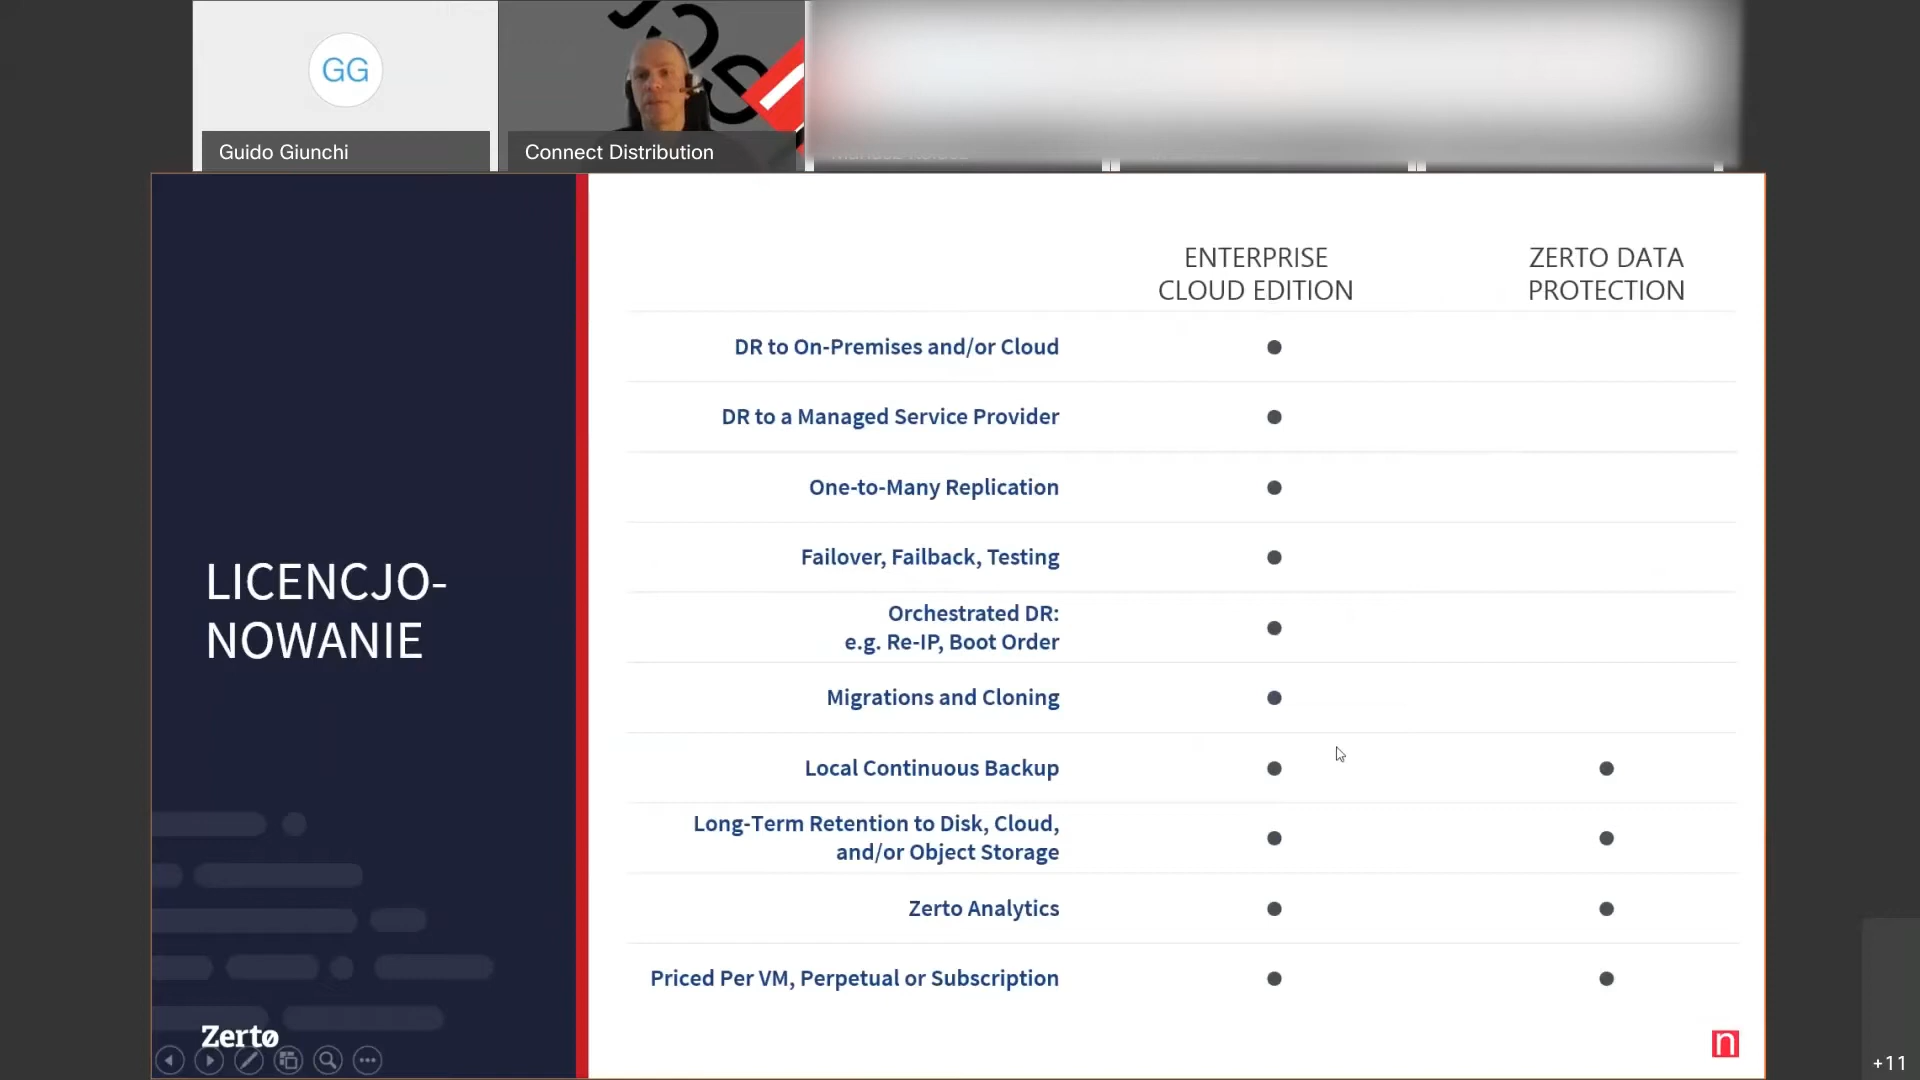 GG
Guido Giunchi
Connect Distribution
LICENCJO-
NOWANIE
ENTERPRISE
CLOUD EDITION
ZERTO DATA
PROTECTION
DR to On-Premises and/or Cloud
DR to a Managed Service Provider
One-to-Many Replication
Failover, Failback, Testing
Orchestrated DR:
e.g. Re-IP, Boot Order
Migrations and Cloning
Local Continuous Backup
Long-Term Retention to Disk, Cloud,
and/or Object Storage
Zerto Analytics
Priced Per VM, Perpetual or Subscription
Zertø
n
+11